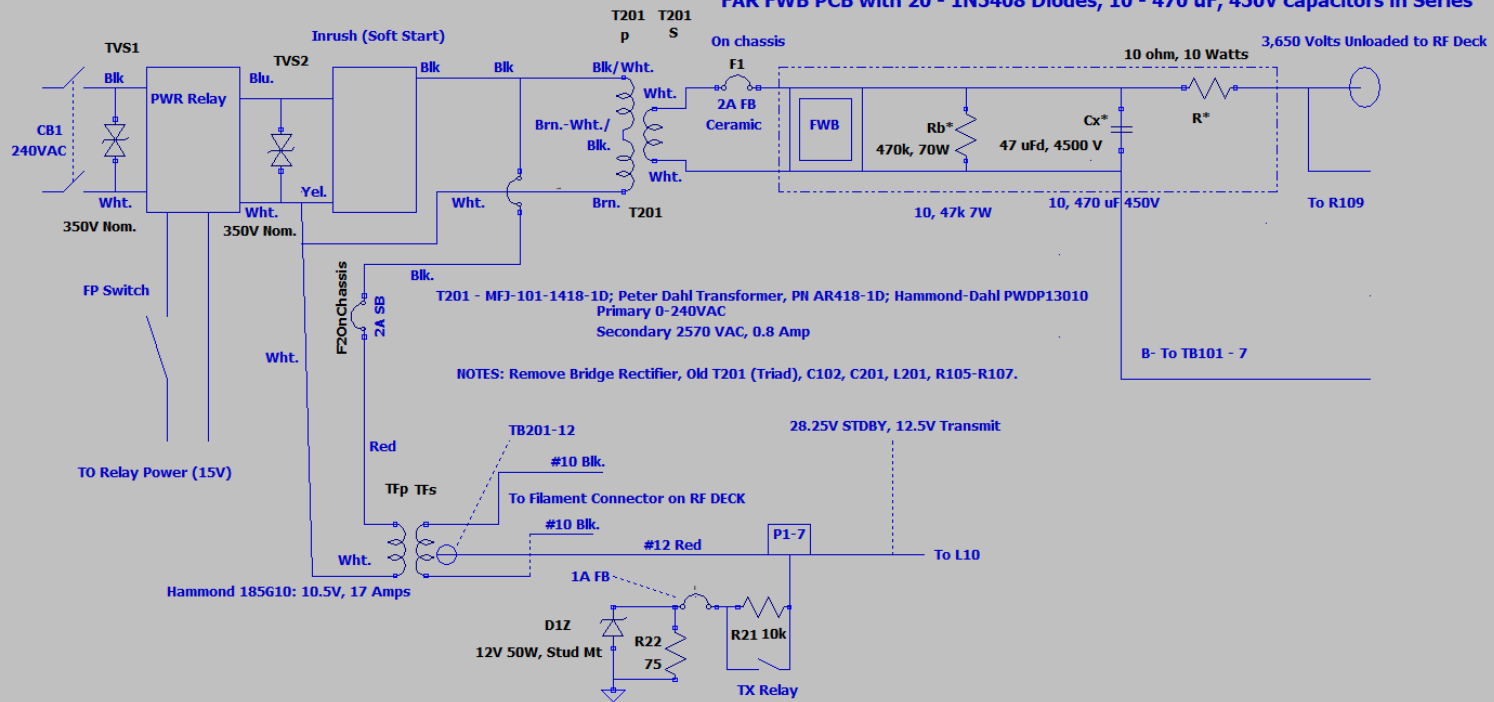 FAR FWB PCB with 20 - 1N5408 Diodes, 10 - 470 uF, 450V capacitors in Series
T201 T201
p S
Inrush (Soft Start)
On chassis
10 ohm, 10 Watts
3,650 Volts Unloaded to RF Deck
TVS1
TVS2
Blk
Blu.
Blk
Blk
Blk/Wht.
F1
PWR Relay
Wht.
2A FB
Ceramic
FWB
Rb*
470k, 70W
Cx*
47 uFd, 4500 V
R*
CB1
240VAC
Brn.-Wht./
Blk.
Wht.
Yel.
Wht.
Wht.
Wht.
Brn.
T201
350V Nom.
350V Nom.
10, 47k 7W
10, 470 uF 450V
To R109
Blk.
FP Switch
F2OnChassis
2A SB
T201 - MFJ-101-1418-1D; Peter Dahl Transformer, PN AR418-1D; Hammond-Dahl PWDP13010
Primary 0-240VAC
Secondary 2570 VAC, 0.8 Amp
Wht.
B- To TB101 - 7
NOTES: Remove Bridge Rectifier, Old T201 (Triad), C102, C201, L201, R105-R107.
Red
TB201-12
28.25V STDBY, 12.5V Transmit
TO Relay Power (15V)
#10 Blk.
TFp TFs
To Filament Connector on RF DECK
#10 Blk.
P1-7
#12 Red
To L10
Wht.
Hammond 185G10: 10.5V, 17 Amps
1A FB
D1Z
12V 50W, Stud Mt
R22
75
R21 10k
TX Relay